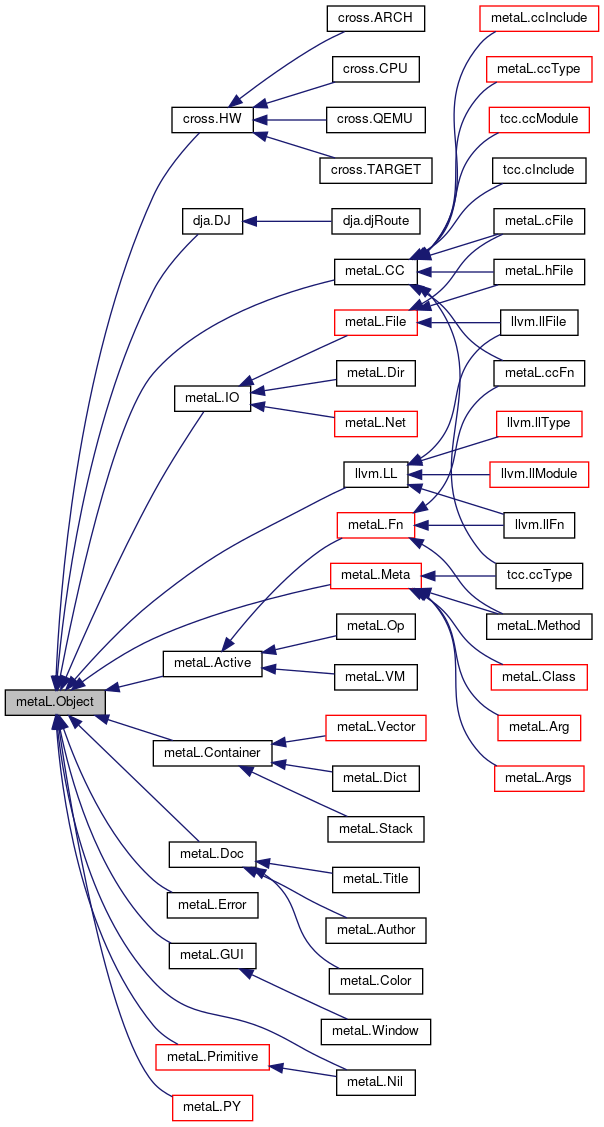 metaL.Object
cross.HW
dja.DJ
metaL.IO
metaL.Active
metaL.Container
metaL.Doc
metaL.Error
metaL.GUI
metaL.Primitive
metaL.PY
cross.ARCH
cross.CPU
cross.QEMU
cross.TARGET
dja.djRoute
metaL.CC
metaL.File
metaL.Dir
metaL.Net
llvm.LL
metaL.Fn
metaL.Meta
metaL.Op
metaL.VM
metaL.Vector
metaL.Dict
metaL.Stack
metaL.Title
metaL.Author
metaL.Color
metaL.Window
metaL.Nil
metaL.ccInclude
metaL.ccType
tcc.ccModule
tcc.cInclude
metaL.cFile
metaL.hFile
llvm.llFile
metaL.ccFn
llvm.llType
llvm.llModule
llvm.llFn
tcc.ccType
metaL.Method
metaL.Class
metaL.Arg
metaL.Args